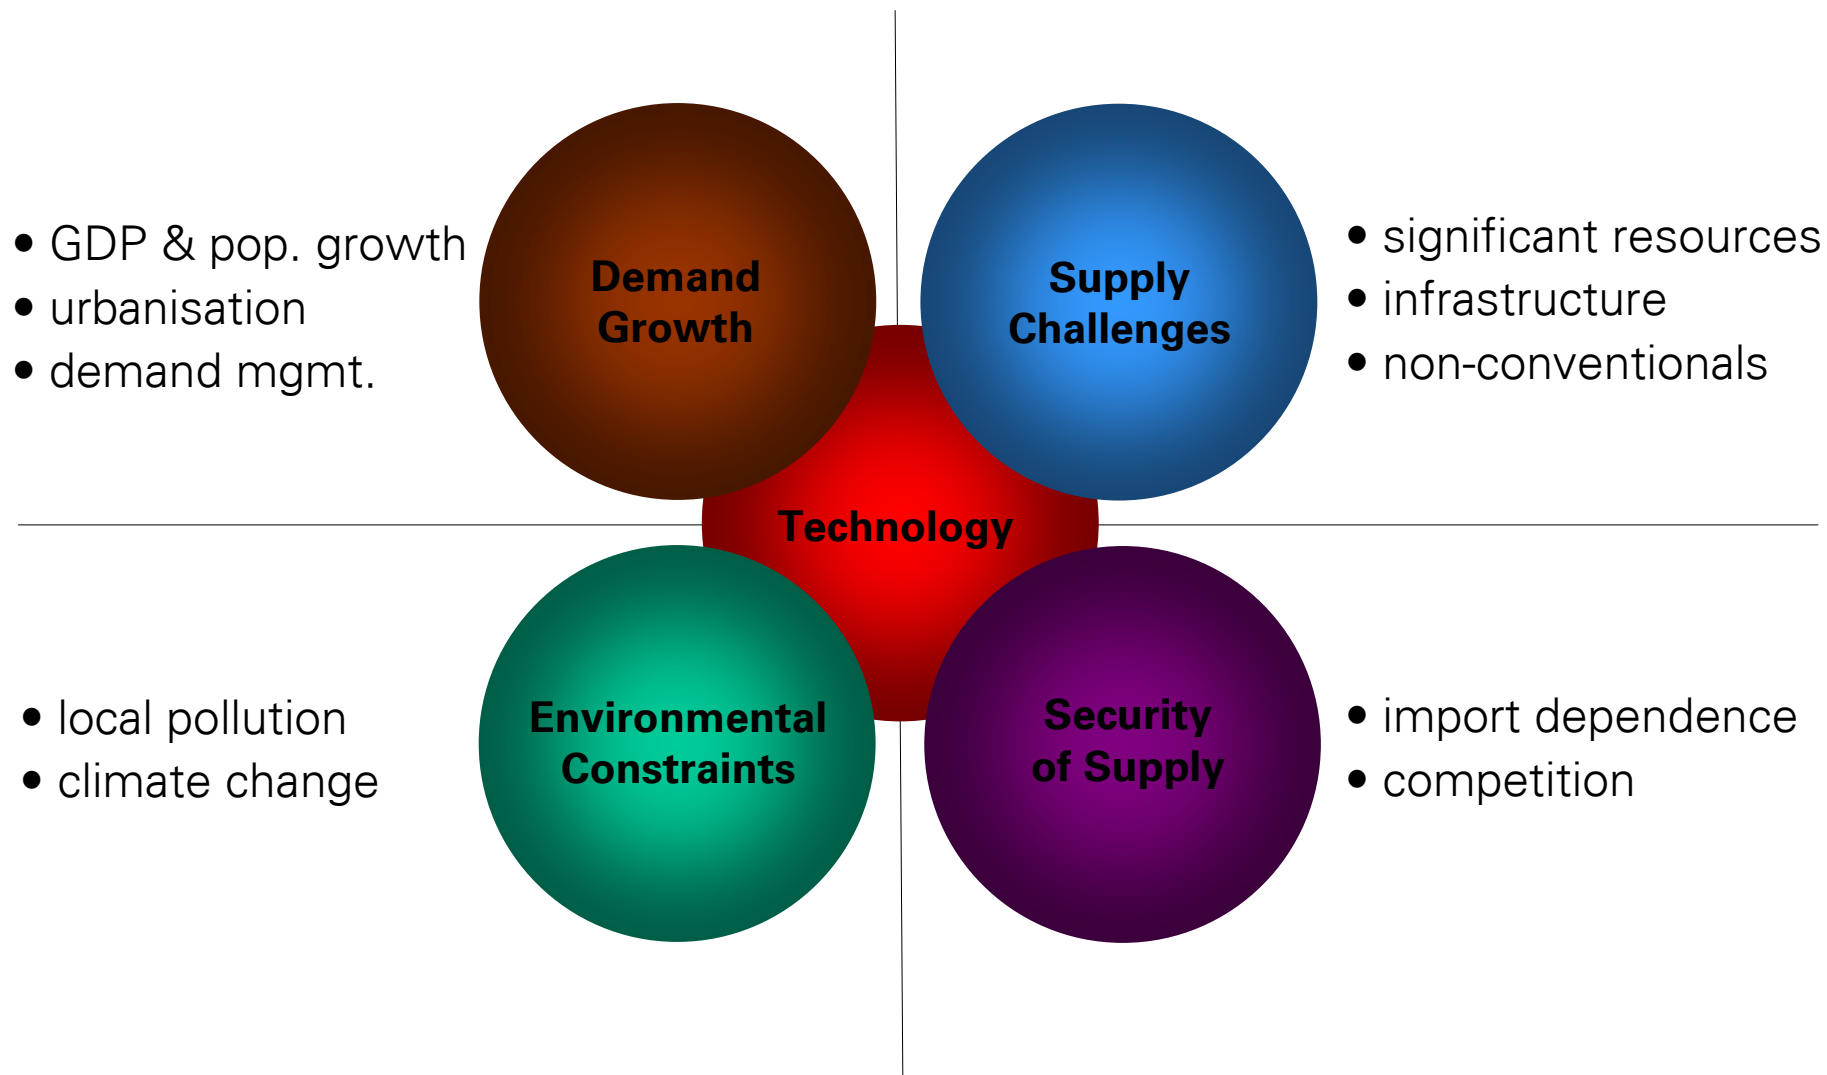 • GDP & pop. growth
• urbanisation
• demand mgmt.
Demand
Growth
Supply
Challenges
• significant resources
• infrastructure
• non-conventionals
Technology
• local pollution
• climate change
Environmental
Constraints
Security
of Supply
• import dependence
• competition